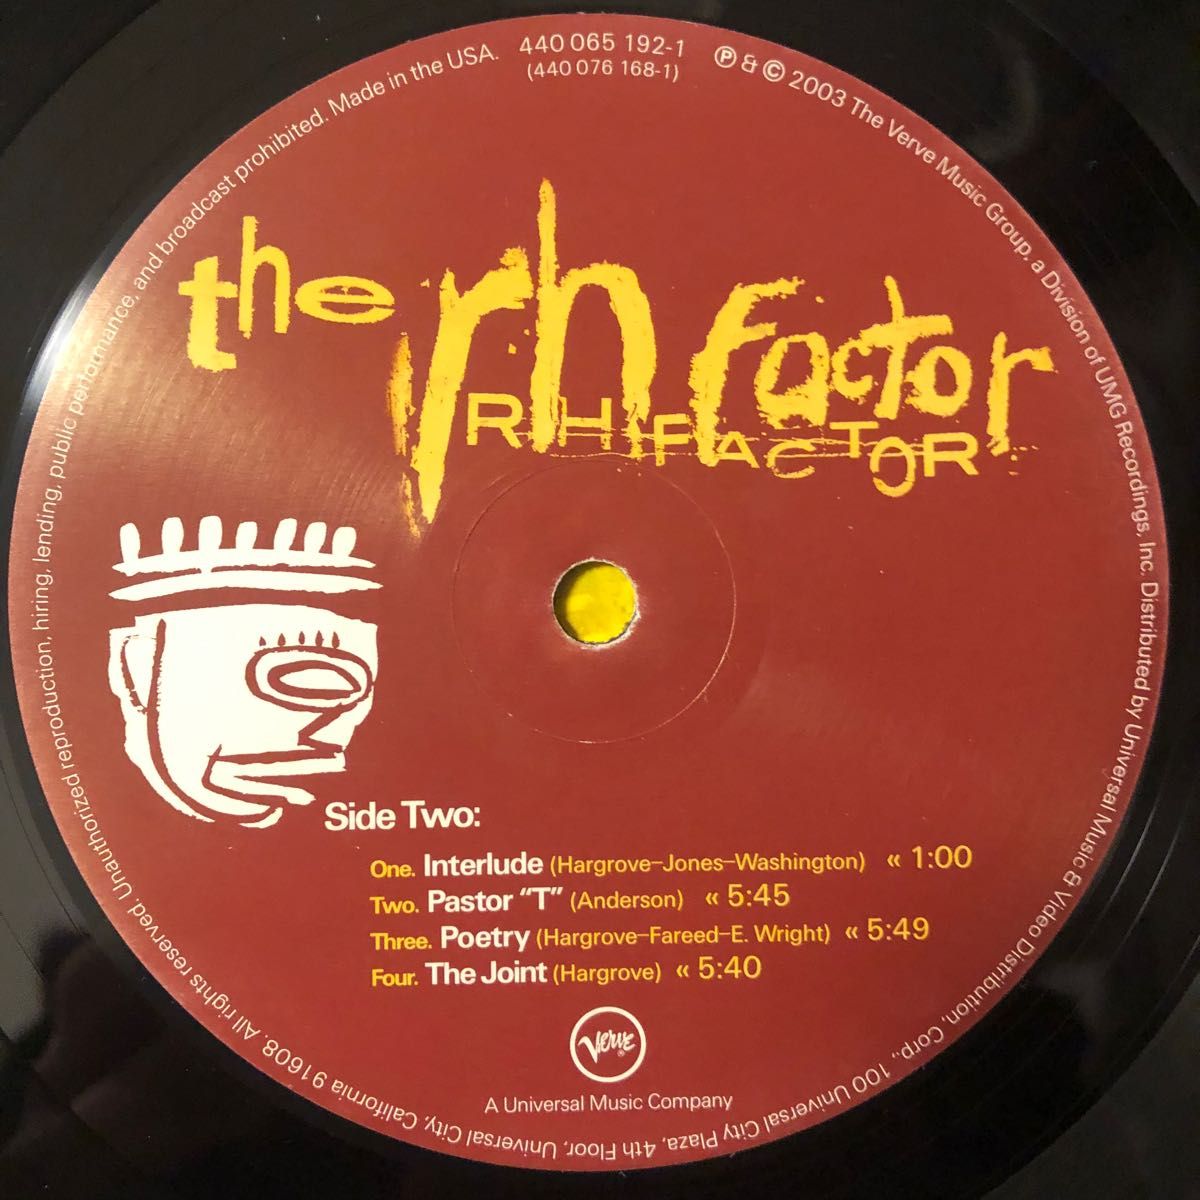 440 065 192-1
(440 076 168-1)
℗ & © 2003 The Verve Music Group, a Division of UMG Recordings, Inc. Distributed by Universal Music & Video Distribution, Corp., 100 Universal City Plaza, 4th Floor, Universal City, California 91608. All rights reserved. Unauthorized reproduction, hiring, lending, public performance, and broadcast prohibited. Made in the USA.
the rh Factor
RH FACTOR
Side Two:
One. Interlude (Hargrove–Jones–Washington) « 1:00
Two. Pastor “T” (Anderson) « 5:45
Three. Poetry (Hargrove–Fareed–E. Wright) « 5:49
Four. The Joint (Hargrove) « 5:40
Verve®
A Universal Music Company